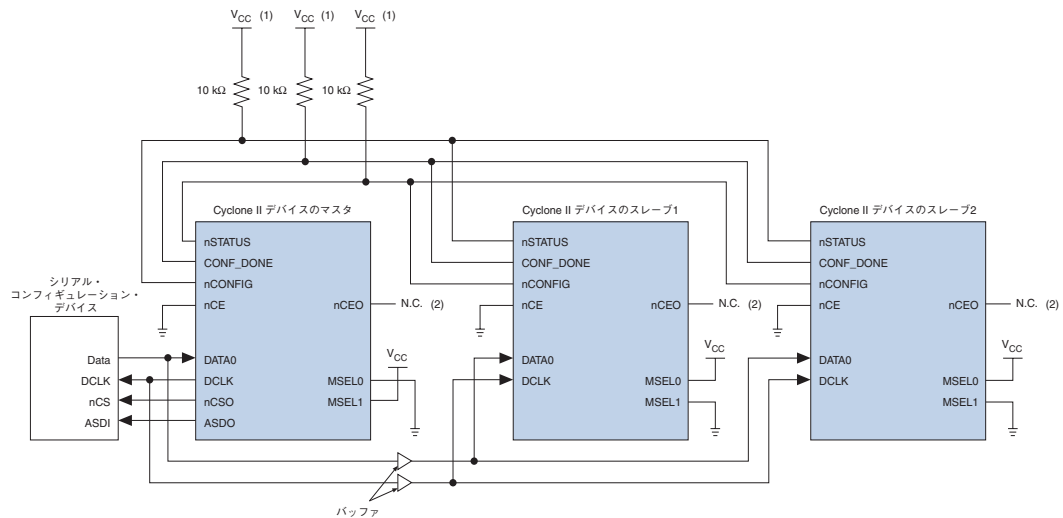 VCC (1)
VCC (1)
VCC (1)
10 kΩ
10 kΩ
10 kΩ
Cyclone II デバイスのマスタ
Cyclone II デバイスのスレーブ1
Cyclone II デバイスのスレーブ2
シリアル・
コンフィギュレーション・
デバイス
Data
DCLK
nCS
ASDI
nSTATUS
CONF_DONE
nCONFIG
nCE
nCEO
N.C. (2)
DATA0
DCLK
nCSO
ASDO
VCC
MSEL0
MSEL1
nSTATUS
CONF_DONE
nCONFIG
nCE
nCEO
N.C. (2)
DATA0
DCLK
VCC
MSEL0
MSEL1
nSTATUS
CONF_DONE
nCONFIG
nCE
nCEO
N.C. (2)
DATA0
DCLK
VCC
MSEL0
MSEL1
バッファ